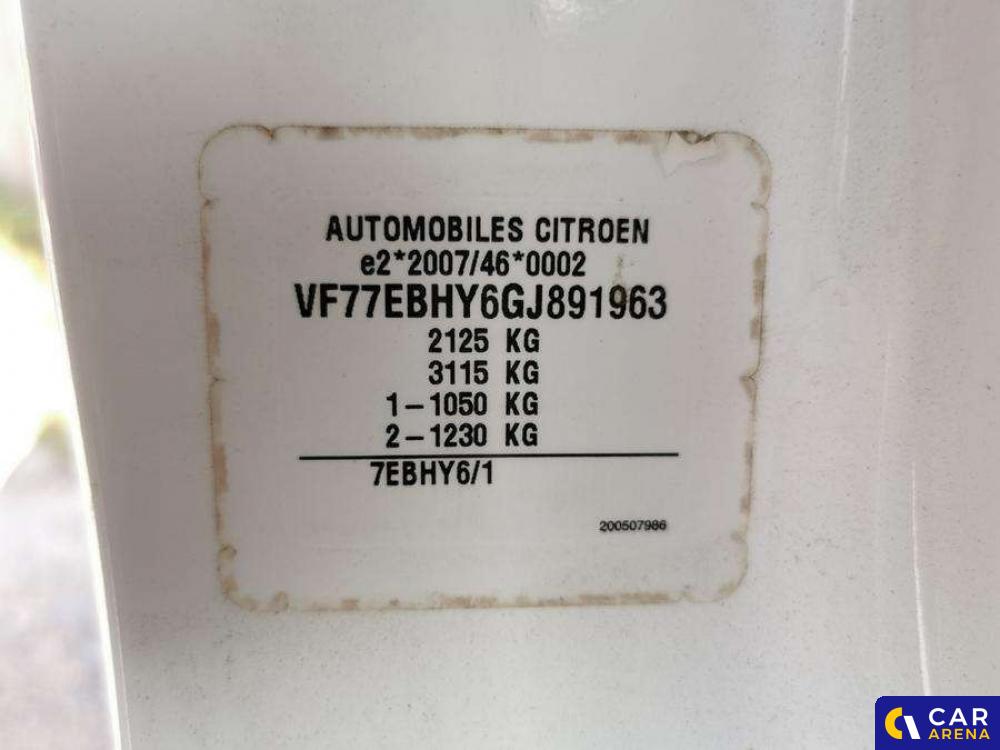 AUTOMOBILES CITROEN
e2*2007/46*0002
VF77EBHY6GJ891963
2125 KG
3115 KG
1-1050 KG
2-1230 KG
7EBHY6/1
200507986
CAR
ARENA